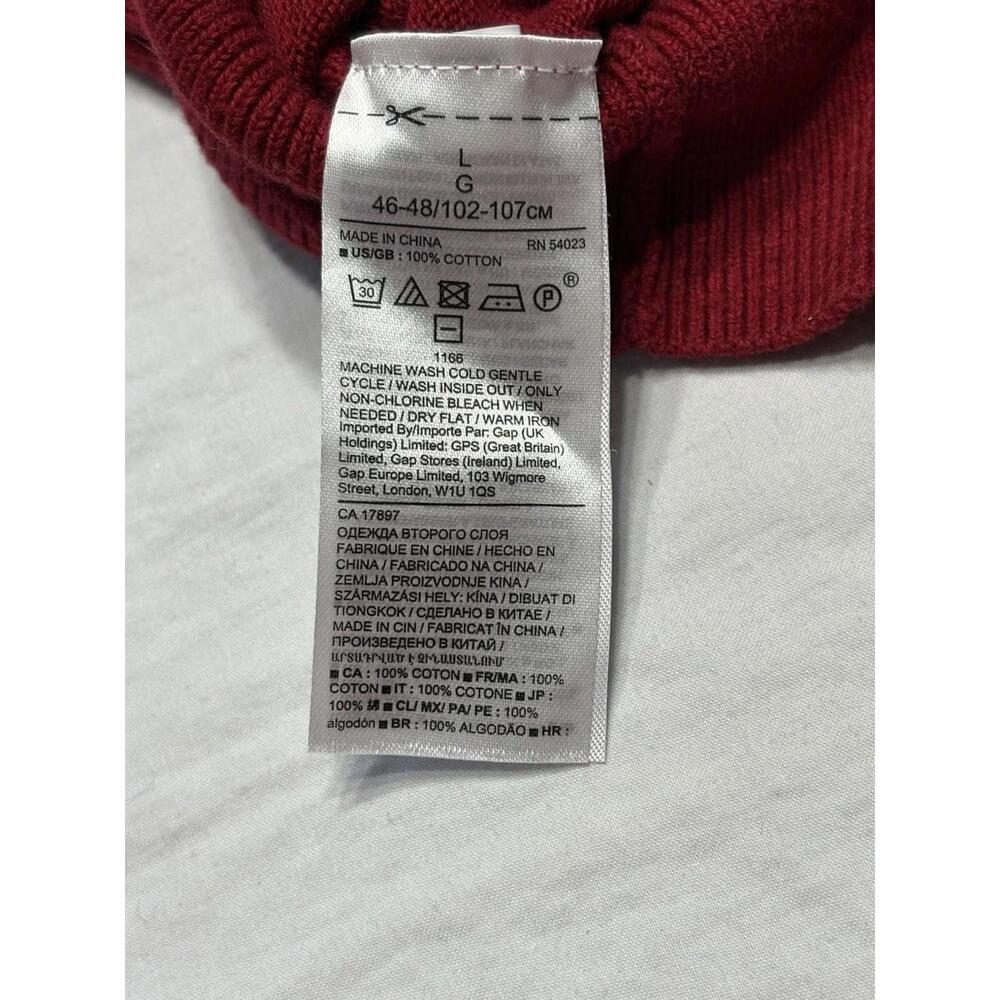 L
G
46-48/102-107CM
MADE IN CHINA RN 54023
■ US/GB : 100% COTTON
30 P ®
1166
MACHINE WASH COLD GENTLE
CYCLE / WASH INSIDE OUT / ONLY
NON-CHLORINE BLEACH WHEN
NEEDED / DRY FLAT / WARM IRON
Imported By/Importe Par: Gap (UK
Holdings) Limited: GPS (Great Britain)
Limited, Gap Stores (Ireland) Limited,
Gap Europe Limited, 103 Wigmore
Street, London, W1U 1QS
CA 17897
ОДЕЖДА ВТОРОГО СЛОЯ
FABRIQUE EN CHINE / HECHO EN
CHINA / FABRICADO NA CHINA /
ZEMLJA PROIZVODNJE KINA /
SZÁRMAZÁSI HELY: KÍNA / DIBUAT DI
TIONGKOK / СДЕЛАНО В КИТАЕ /
MADE IN CIN / FABRICAT ÎN CHINA /
ПРОИЗВЕДЕНО В КИТАЙ /
ԱՐՏԱԴՐՎԱԾ Է ՉԻՆԱՍՏԱՆՈՒՄ
■ CA : 100% COTON ■ FR/MA : 100%
COTON ■ IT : 100% COTONE ■ JP :
100% 綿 ■ CL/ MX/ PA/ PE : 100%
algodón ■ BR : 100% ALGODÃO ■ HR :